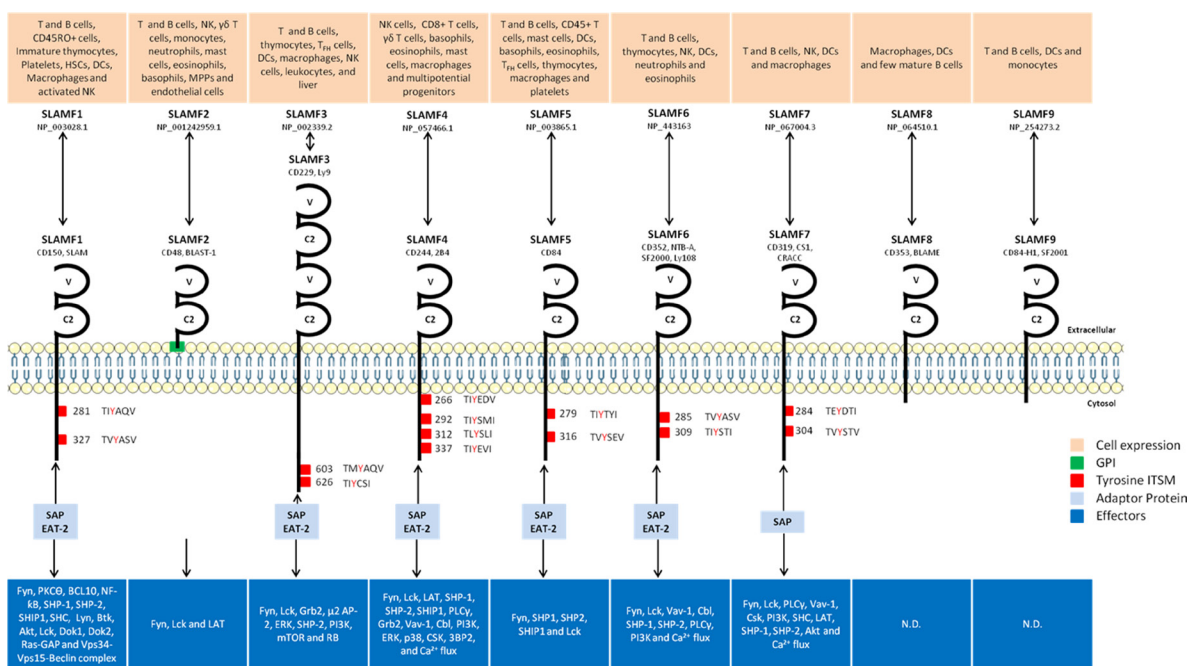 T and B cells,
CD45RO+ cells,
Immature thymocytes,
Platelets, HSCs, DCs,
Macrophages and
activated NK
T and B cells, NK, γδ T
cells, monocytes,
neutrophils, mast
cells, eosinophils,
basophils, MPPs and
endothelial cells
T and B cells,
thymocytes, TFH cells,
DCs, macrophages, NK
cells, leukocytes, and
liver
NK cells, CD8+ T cells,
γδ T cells, basophils,
eosinophils, mast
cells, macrophages
and multipotential
progenitors
T and B cells, CD45+ T
cells, mast cells, DCs,
basophils, eosinophils,
TFH cells, thymocytes,
macrophages and
platelets
T and B cells,
thymocytes, NK, DCs,
neutrophils and
eosinophils
T and B cells, NK, DCs
and macrophages
Macrophages, DCs
and few mature B cells
T and B cells, DCs and
monocytes
SLAMF1
NP_003028.1
SLAMF2
NP_001242959.1
SLAMF3
NP_002339.2
SLAMF4
NP_057466.1
SLAMF5
NP_003865.1
SLAMF6
NP_443163
SLAMF7
NP_067004.3
SLAMF8
NP_064510.1
SLAMF9
NP_254273.2
SLAMF3
CD229, Ly9
V
C2
SLAMF1
CD150, SLAM
SLAMF2
CD48, BLAST-1
SLAMF4
CD244, 2B4
SLAMF5
CD84
SLAMF6
CD352, NTB-A,
SF2000, Ly108
SLAMF7
CD319, CS1,
CRACC
SLAMF8
CD353, BLAME
SLAMF9
CD84-H1, SF2001
V
V
V
V
V
V
V
V
V
C2
C2
C2
C2
C2
C2
C2
C2
C2
Extracellular
Cytosol
281 TIYAQV
327 TVYASV
603 TMYAQV
626 TIYCSI
266 TIYEDV
292 TIYSMI
312 TLYSLI
337 TIYEVI
279 TIYTYI
316 TVYSEV
285 TVYASV
309 TIYSTI
284 TEYDTI
304 TVYSTV
Cell expression
GPI
Tyrosine ITSM
Adaptor Protein
Effectors
SAP
EAT-2
SAP
EAT-2
SAP
EAT-2
SAP
EAT-2
SAP
EAT-2
SAP
Fyn, PKCΘ, BCL10, NF-
kB, SHP-1, SHP-2,
SHIP1, SHC, Lyn, Btk,
Akt, Lck, Dok1, Dok2,
Ras-GAP and Vps34-
Vps15-Beclin complex
Fyn, Lck and LAT
Fyn, Lck, Grb2, µ2 AP-
2, ERK, SHP-2, PI3K,
mTOR and RB
Fyn, Lck, LAT, SHP-1,
SHP-2, SHIP1, PLCγ,
Grb2, Vav-1, Cbl, PI3K,
ERK, p38, CSK, 3BP2,
and Ca²⁺ flux
Fyn, SHP1, SHP2,
SHIP1 and Lck
Fyn, Lck, Vav-1, Cbl,
SHP-1, SHP-2, PLCγ,
PI3K and Ca²⁺ flux
Fyn, Lck, PLCγ, Vav-1,
Csk, PI3K, SHC, LAT,
SHP-1, SHP-2, Akt and
Ca²⁺ flux
N.D.
N.D.